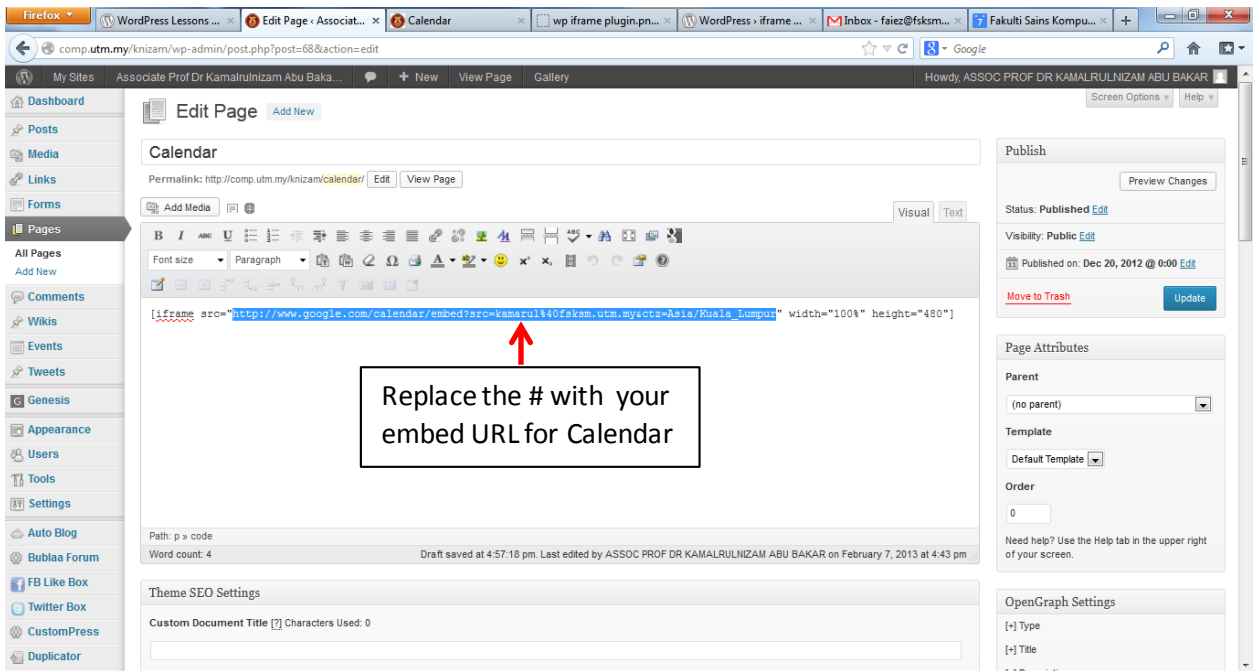 Firefox
WordPress Lessons ...
Edit Page ‹ Associat...
Calendar
wp iframe plugin.pn...
WordPress › iframe ...
Inbox - faiez@fsksm...
Fakulti Sains Kompu...
comp.utm.my/knizam/wp-admin/post.php?post=68&action=edit
Google
My Sites
Associate Prof Dr Kamalrulnizam Abu Baka...
+ New
View Page
Gallery
Howdy, ASSOC PROF DR KAMALRULNIZAM ABU BAKAR
Dashboard
Posts
Media
Links
Forms
Pages
All Pages
Add New
Comments
Wikis
Events
Tweets
Genesis
Appearance
Users
Tools
Settings
Auto Blog
Bublaa Forum
FB Like Box
Twitter Box
CustomPress
Duplicator
Screen Options
Help
Edit Page Add New
Calendar
Permalink: http://comp.utm.my/knizam/calendar/ Edit View Page
Add Media
Visual Text
Font size Paragraph
[iframe src="http://www.google.com/calendar/embed?src=kamarul%40fsksm.utm.my&ctz=Asia/Kuala_Lumpur" width="100%" height="480"]
Replace the # with your
embed URL for Calendar
Path: p » code
Word count: 4
Draft saved at 4:57:18 pm. Last edited by ASSOC PROF DR KAMALRULNIZAM ABU BAKAR on February 7, 2013 at 4:43 pm
Theme SEO Settings
Custom Document Title [?] Characters Used: 0
Publish
Preview Changes
Status: Published Edit
Visibility: Public Edit
Published on: Dec 20, 2012 @ 0:00 Edit
Move to Trash
Update
Page Attributes
Parent
(no parent)
Template
Default Template
Order
0
Need help? Use the Help tab in the upper right
of your screen.
OpenGraph Settings
[+] Type
[+] Title